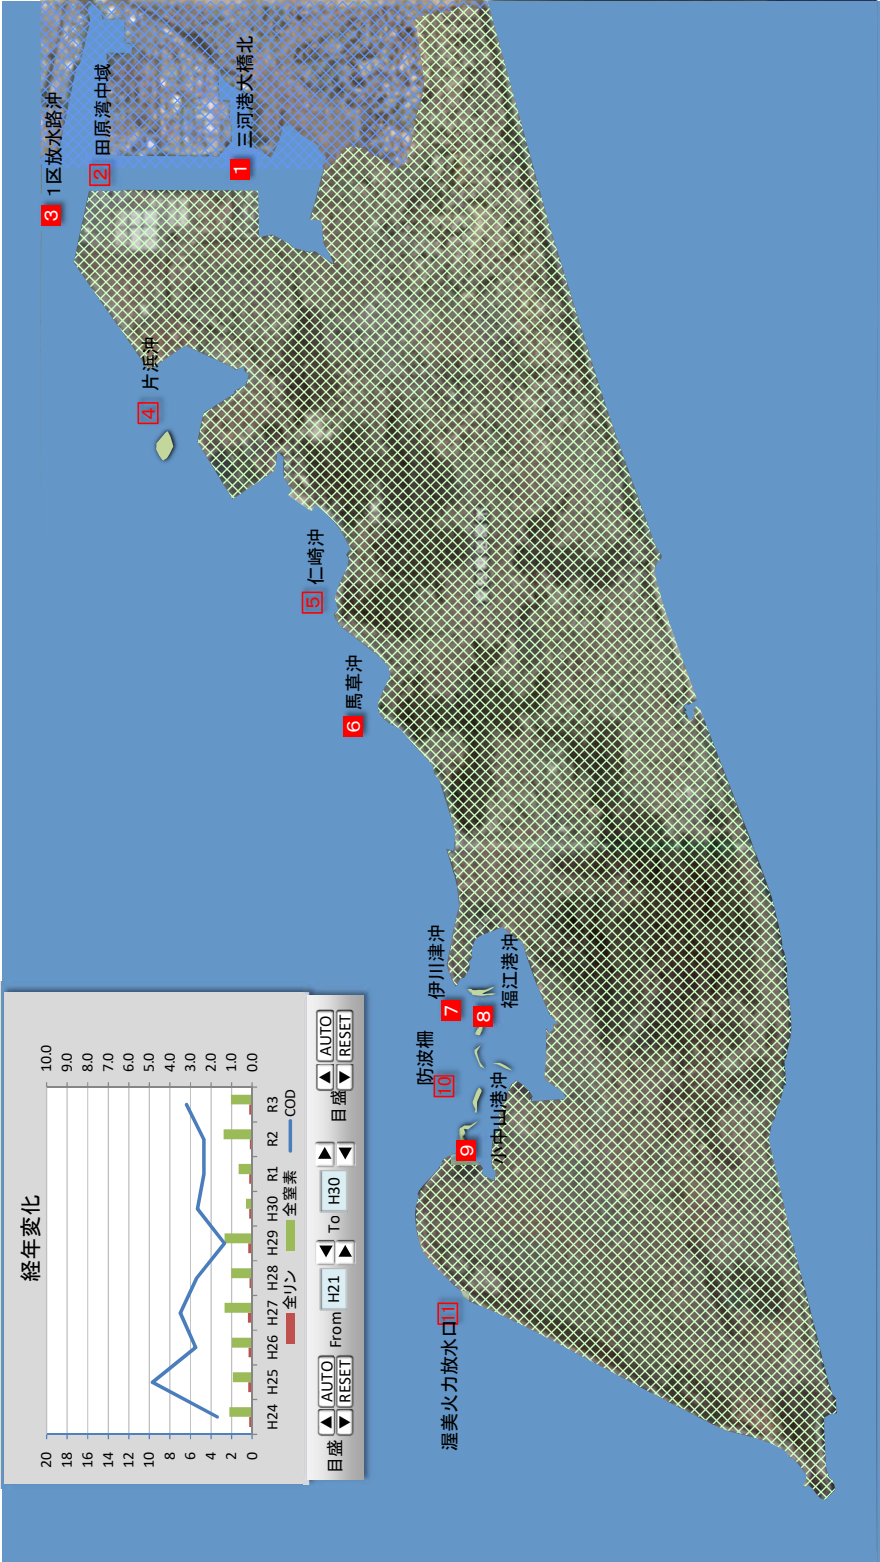 経年変化
20
18
16
14
12
10
8
6
4
2
0
10.0
9.0
8.0
7.0
6.0
5.0
4.0
3.0
2.0
1.0
0.0
H24 H25 H26 H27 H28 H29 H30 R1 R2 R3
全リン 全窒素 COD
目盛 ▲ AUTO
▼ RESET
From H21 ▲ ▼ To H30 ▼ ▲
目盛 ▲ AUTO
▼ RESET
3 1区放水路沖
2 田原湾中域
1 三河港大橋北
4 片浜沖
5 仁崎沖
6 馬草沖
7 伊川津沖
8 福江港沖
防波柵
10
9 小中山港沖
11
渥美火力放水口